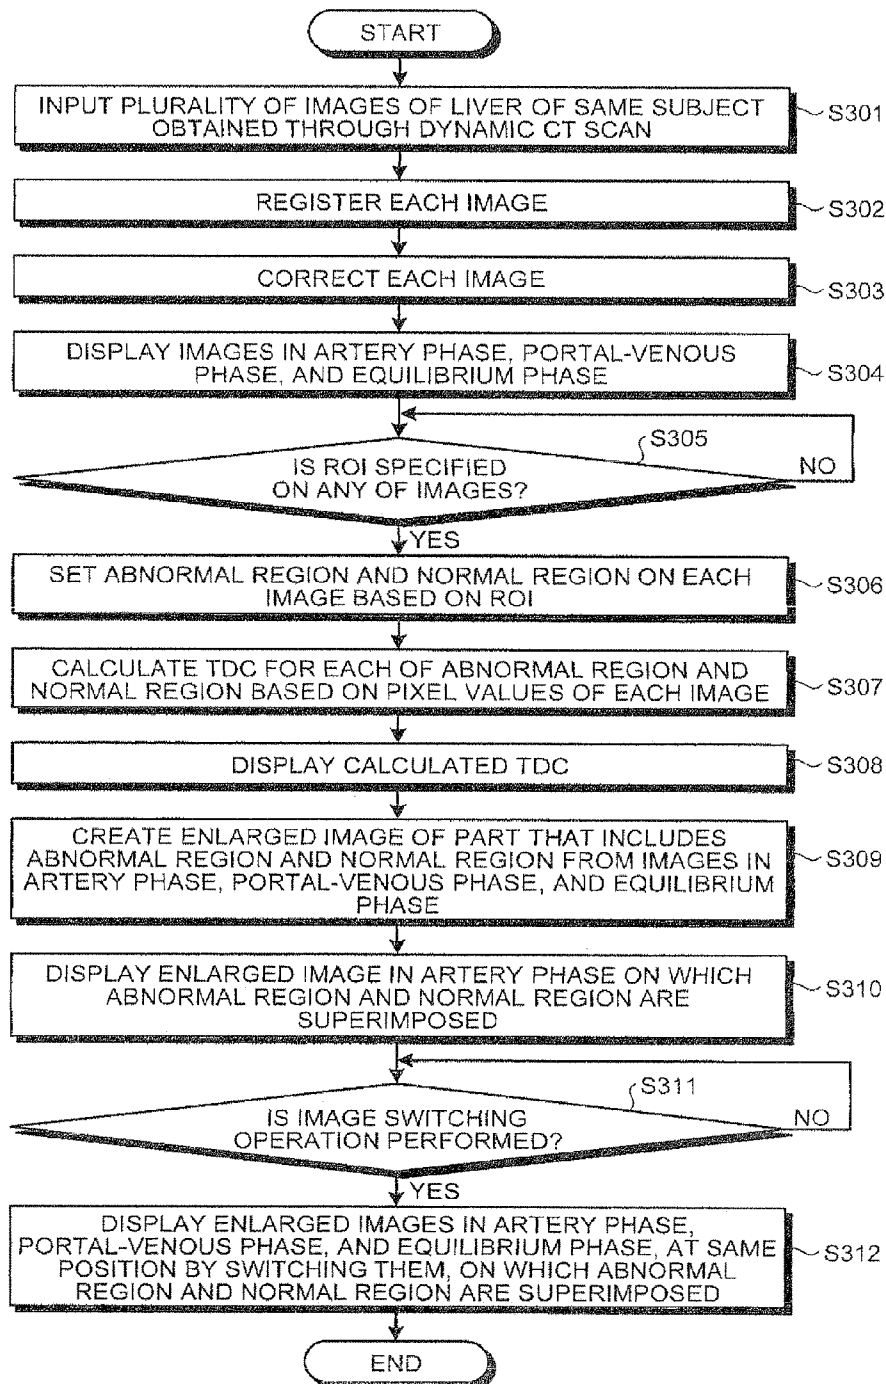 START
INPUT PLURALITY OF IMAGES OF LIVER OF SAME SUBJECT
OBTAINED THROUGH DYNAMIC CT SCAN
S301
REGISTER EACH IMAGE
S302
CORRECT EACH IMAGE
S303
DISPLAY IMAGES IN ARTERY PHASE, PORTAL-VENOUS
PHASE, AND EQUILIBRIUM PHASE
S304
S305
IS ROI SPECIFIED
ON ANY OF IMAGES?
NO
YES
SET ABNORMAL REGION AND NORMAL REGION ON EACH
IMAGE BASED ON ROI
S306
CALCULATE TDC FOR EACH OF ABNORMAL REGION AND
NORMAL REGION BASED ON PIXEL VALUES OF EACH IMAGE
S307
DISPLAY CALCULATED TDC
S308
CREATE ENLARGED IMAGE OF PART THAT INCLUDES
ABNORMAL REGION AND NORMAL REGION FROM IMAGES IN
ARTERY PHASE, PORTAL-VENOUS PHASE, AND EQUILIBRIUM
PHASE
S309
DISPLAY ENLARGED IMAGE IN ARTERY PHASE ON WHICH
ABNORMAL REGION AND NORMAL REGION ARE
SUPERIMPOSED
S310
S311
IS IMAGE SWITCHING
OPERATION PERFORMED?
NO
YES
DISPLAY ENLARGED IMAGES IN ARTERY PHASE,
PORTAL-VENOUS PHASE, AND EQUILIBRIUM PHASE, AT SAME
POSITION BY SWITCHING THEM, ON WHICH ABNORMAL
REGION AND NORMAL REGION ARE SUPERIMPOSED
S312
END